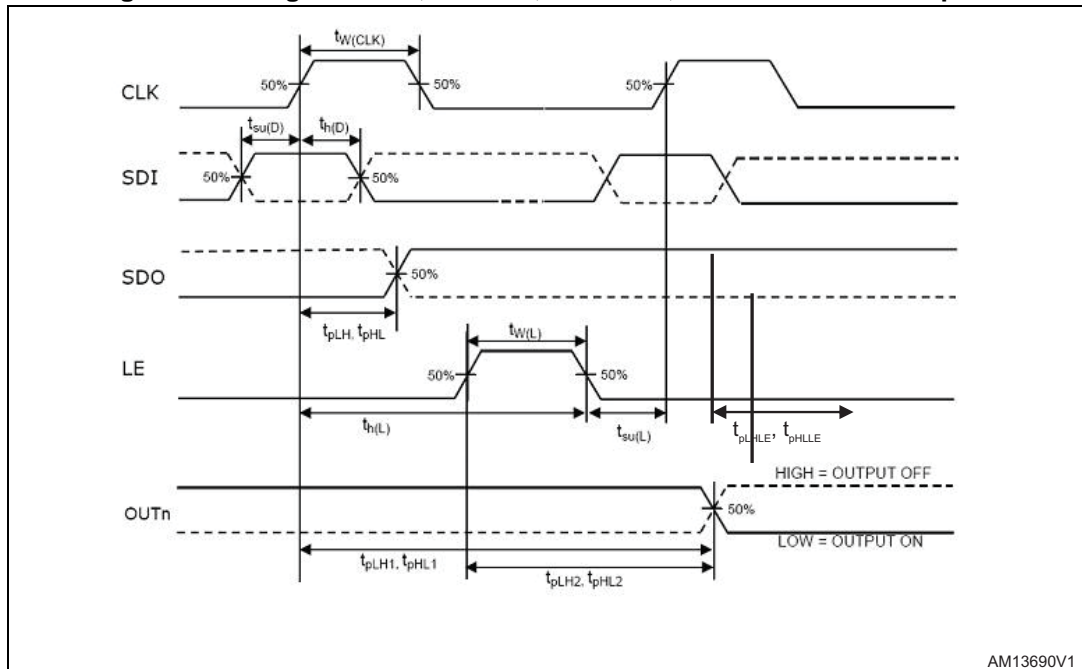 tW(CLK)
50%
50%
50%
CLK
tsu(D)
th(D)
50%
50%
SDI
50%
SDO
tpLH, tpHL
tW(L)
LE
50%
50%
th(L)
tsu(L)
tpLHLE, tpHLLE
HIGH = OUTPUT OFF
50%
OUTn
LOW = OUTPUT ON
tpLH1, tpHL1
tpLH2, tpHL2
AM13690V1